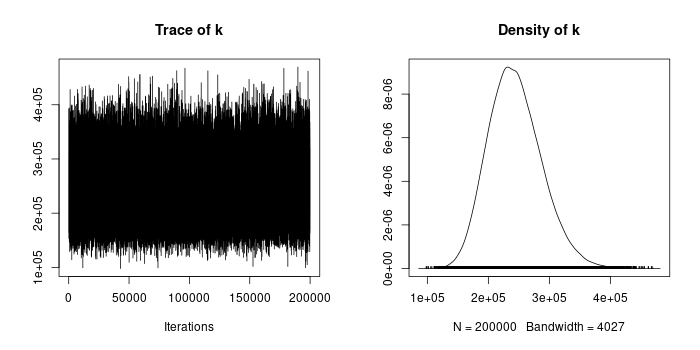 Trace of k
4e+05
3e+05
2e+05
1e+05
0 50000 100000 150000 200000
Iterations
Density of k
8e-06
6e-06
4e-06
2e-06
0e+00
1e+05 2e+05 3e+05 4e+05
N = 200000 Bandwidth = 4027